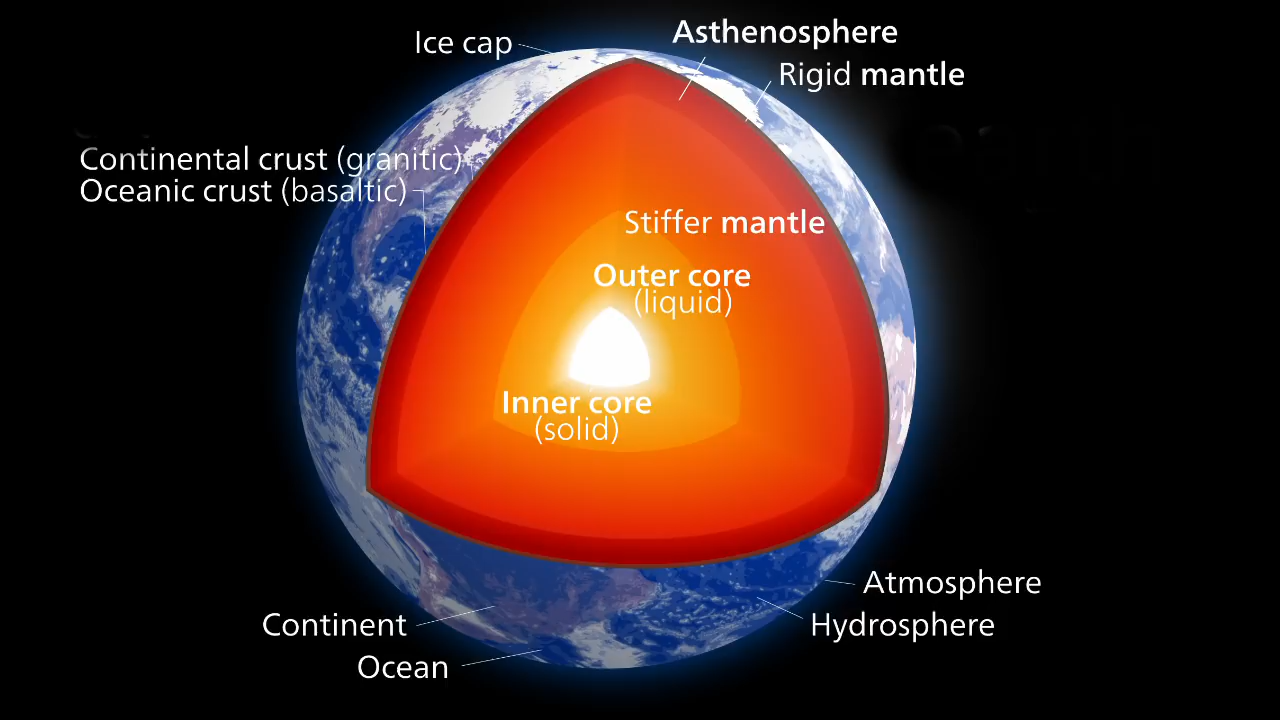 Ice cap
Asthenosphere
Rigid mantle
Continental crust (granitic)
Oceanic crust (basaltic)
Stiffer mantle
Outer core
(liquid)
Inner core
(solid)
Atmosphere
Continent
Hydrosphere
Ocean